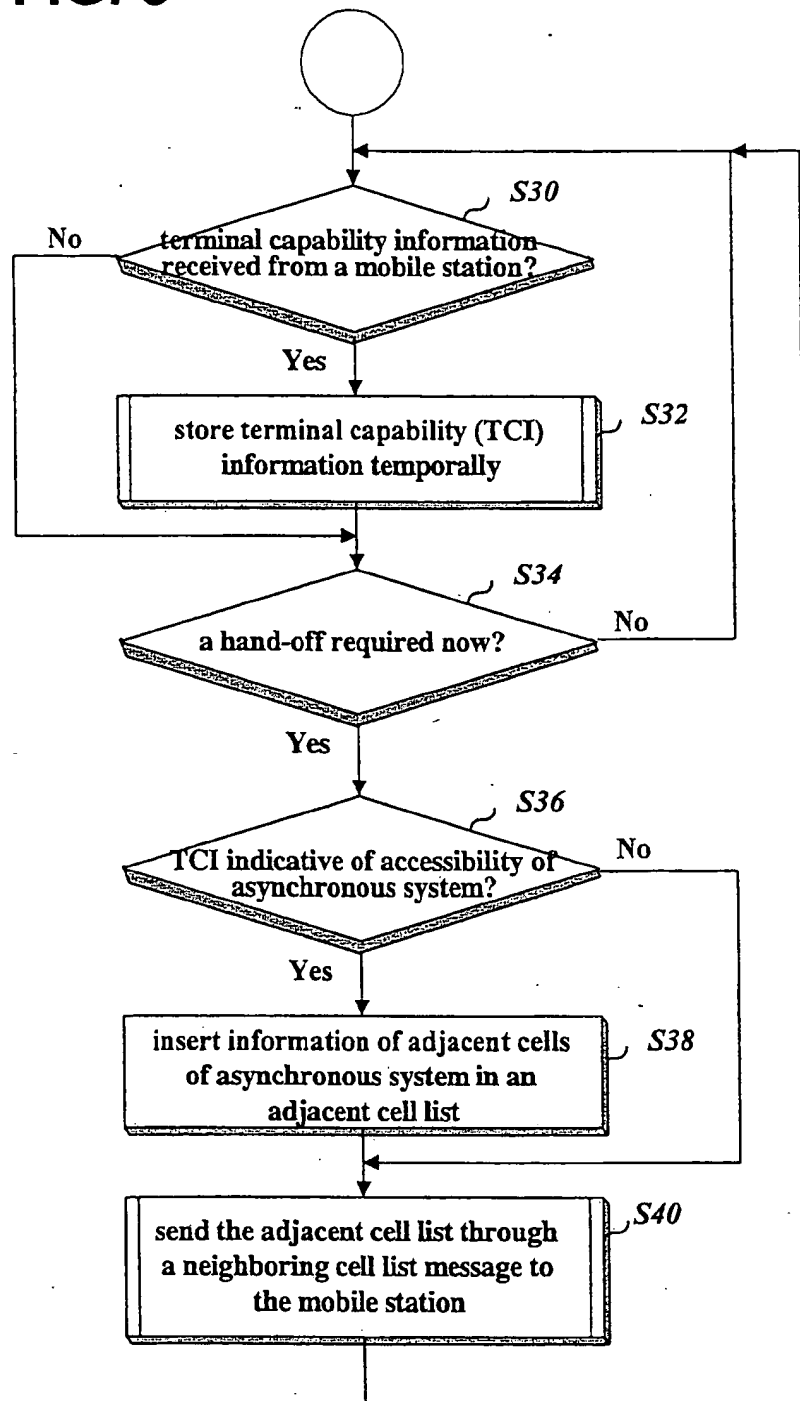 S30
No
terminal capability information
received from a mobile station?
Yes
S32
store terminal capability (TCI)
information temporally
S34
a hand-off required now?
No
Yes
S36
TCI indicative of accessibility of
asynchronous system?
No
Yes
S38
insert information of adjacent cells
of asynchronous system in an
adjacent cell list
S40
send the adjacent cell list through
a neighboring cell list message to
the mobile station